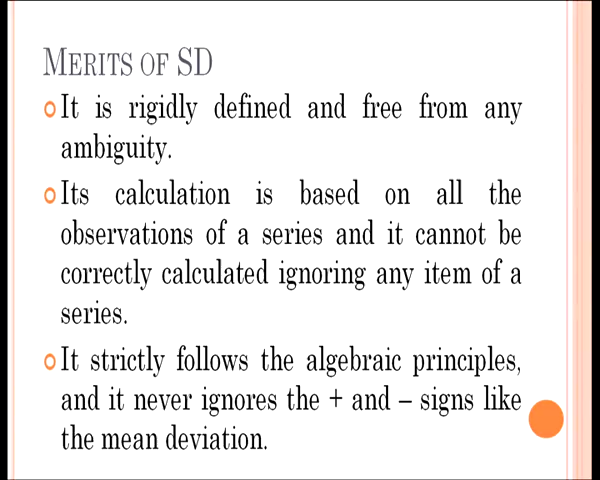 MERITS OF SD
It is rigidly defined and free from any
ambiguity.
Its calculation is based on all the
observations of a series and it cannot be
correctly calculated ignoring any item of a
series.
It strictly follows the algebraic principles,
and it never ignores the + and – signs like
the mean deviation.